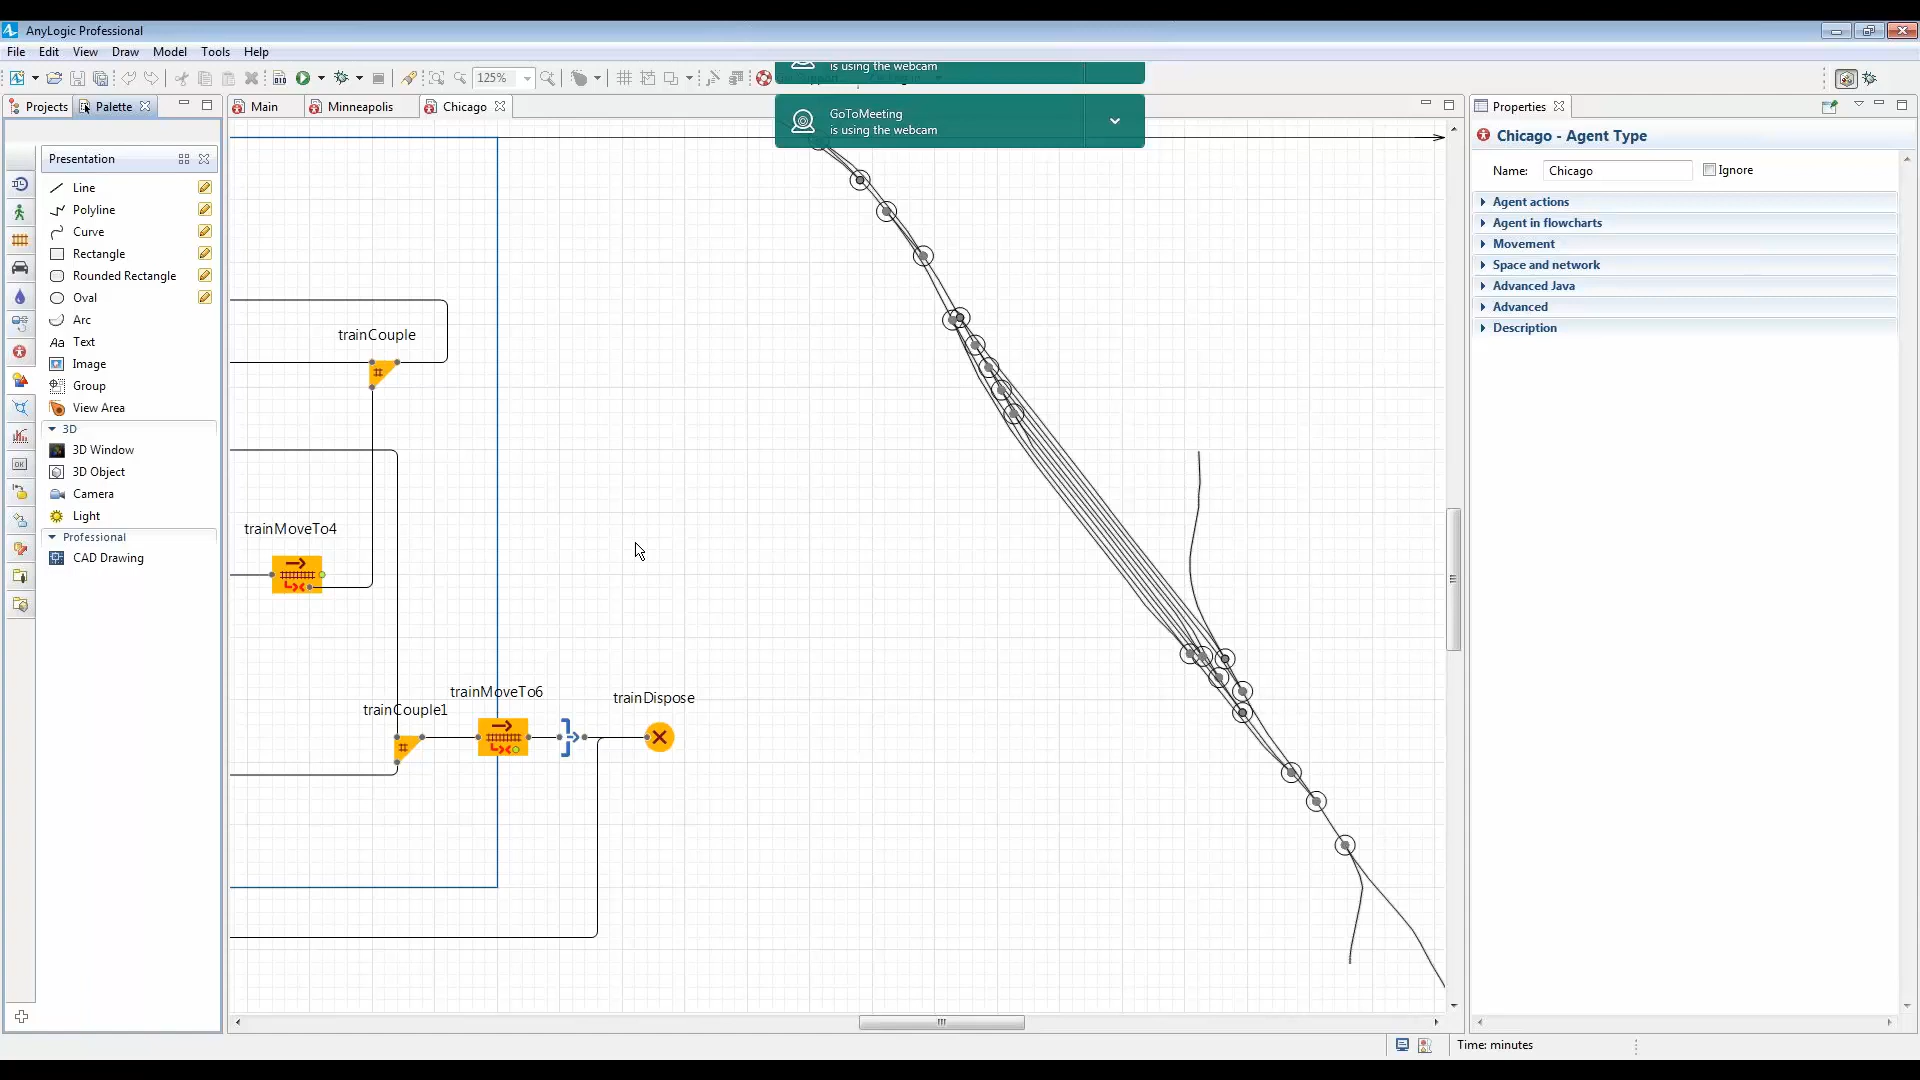 AnyLogic Professional
File Edit View Draw Model Tools Help
125%
is using the webcam
GoToMeeting
is using the webcam
Projects Palette
Main Minneapolis Chicago
Properties
Presentation
Line
Polyline
Curve
Rectangle
Rounded Rectangle
Oval
Arc
Aa Text
Image
Group
View Area
3D
3D Window
3D Object
Camera
Light
Professional
CAD Drawing
OK
trainCouple
trainMoveTo4
trainMoveTo6
trainCouple1
trainDispose
Chicago - Agent Type
Name: Chicago Ignore
Agent actions
Agent in flowcharts
Movement
Space and network
Advanced Java
Advanced
Description
Time: minutes